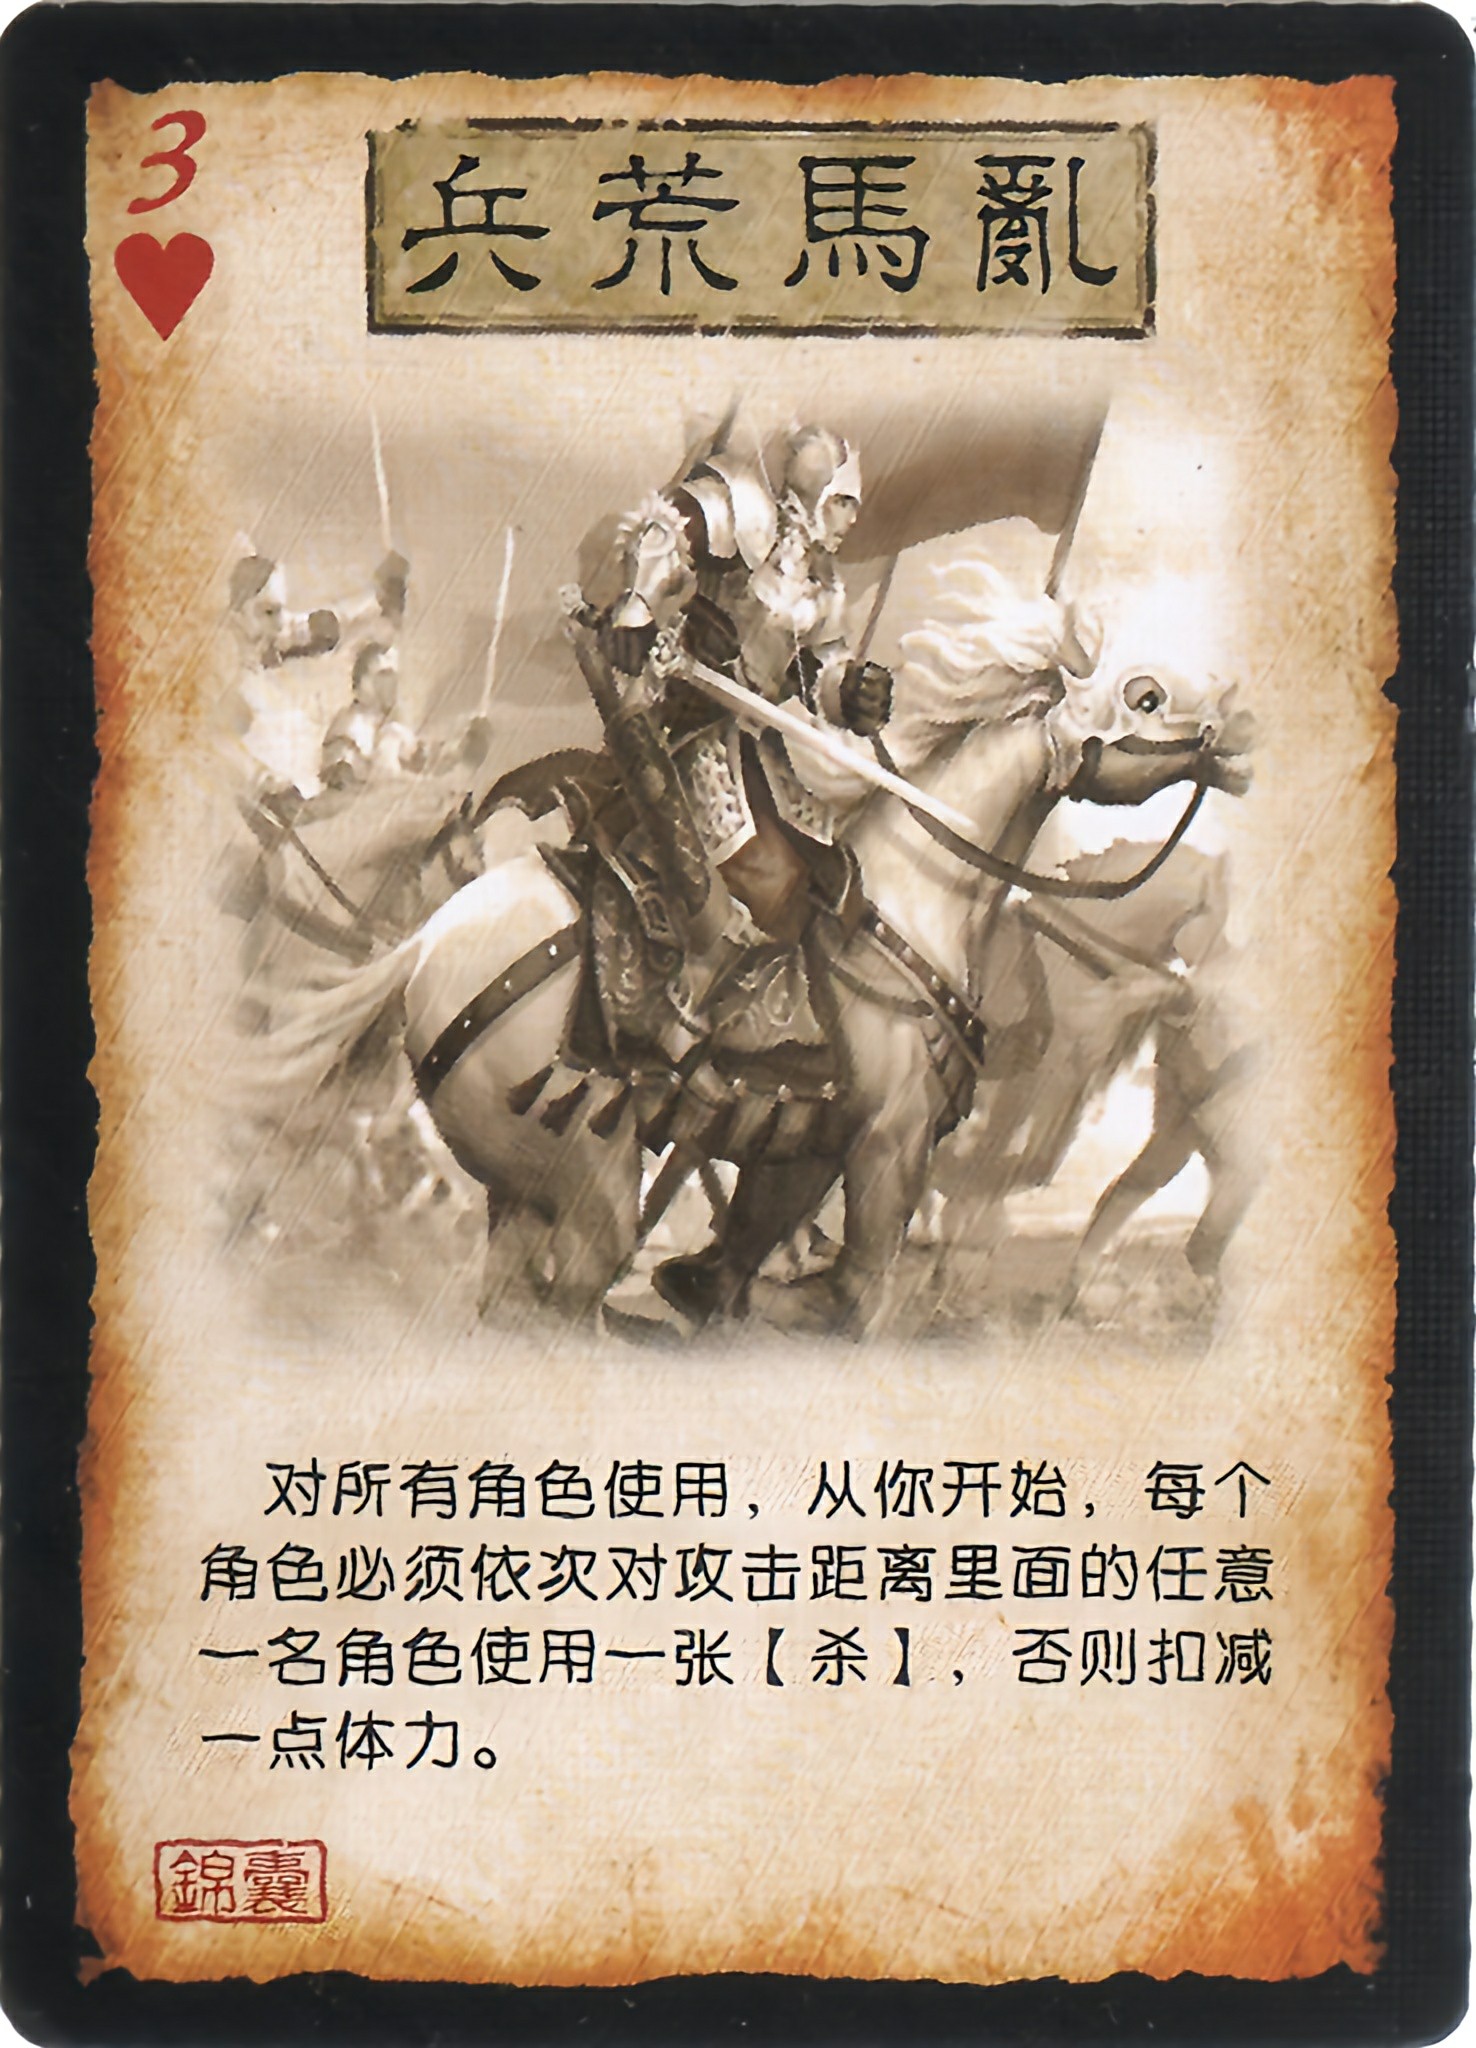 3
兵荒馬亂
对所有角色使用，从你开始，每个
角色必须依次对攻击距离里面的任意
一名角色使用一张【杀】，否则扣减
一点体力。
錦囊